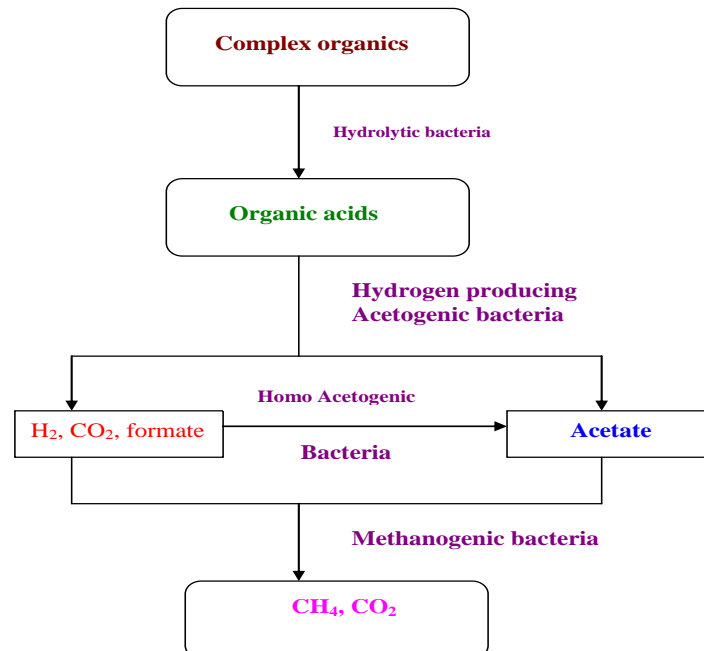 Complex organics
Hydrolytic bacteria
Organic acids
Hydrogen producing
Acetogenic bacteria
Homo Acetogenic
H₂, CO₂, formate
Acetate
Bacteria
Methanogenic bacteria
CH₄, CO₂